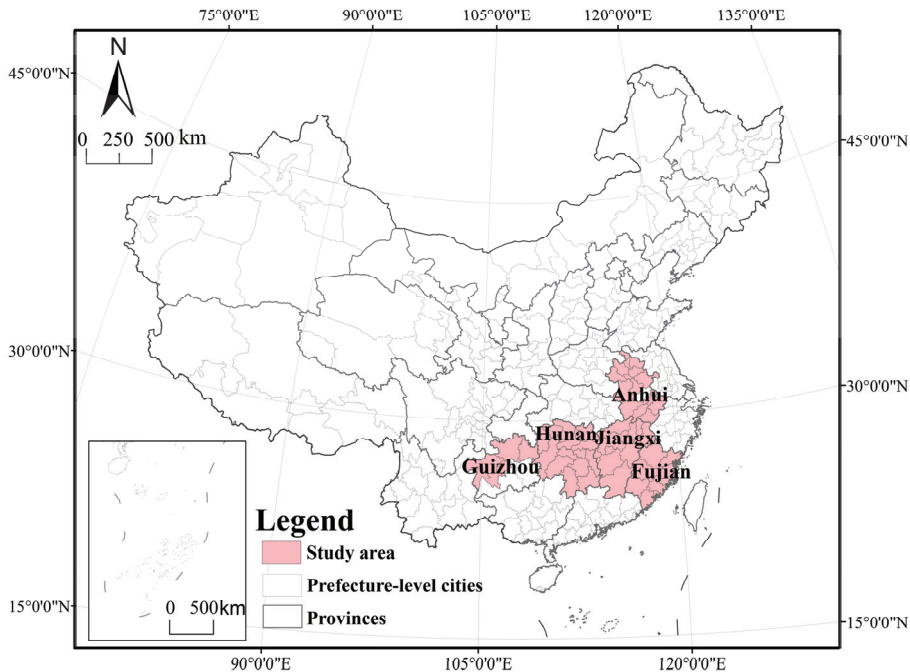 75°0'0"E 90°0'0"E 105°0'0"E 120°0'0"E 135°0'0"E
N
45°0'0"N
0 250 500 km
45°0'0"N
30°0'0"N
30°0'0"N
Anhui
Hunan Jiangxi
Guizhou Fujian
Legend
Study area
Prefecture-level cities
Provinces
0 500km
15°0'0"N
15°0'0"N
90°0'0"E 105°0'0"E 120°0'0"E